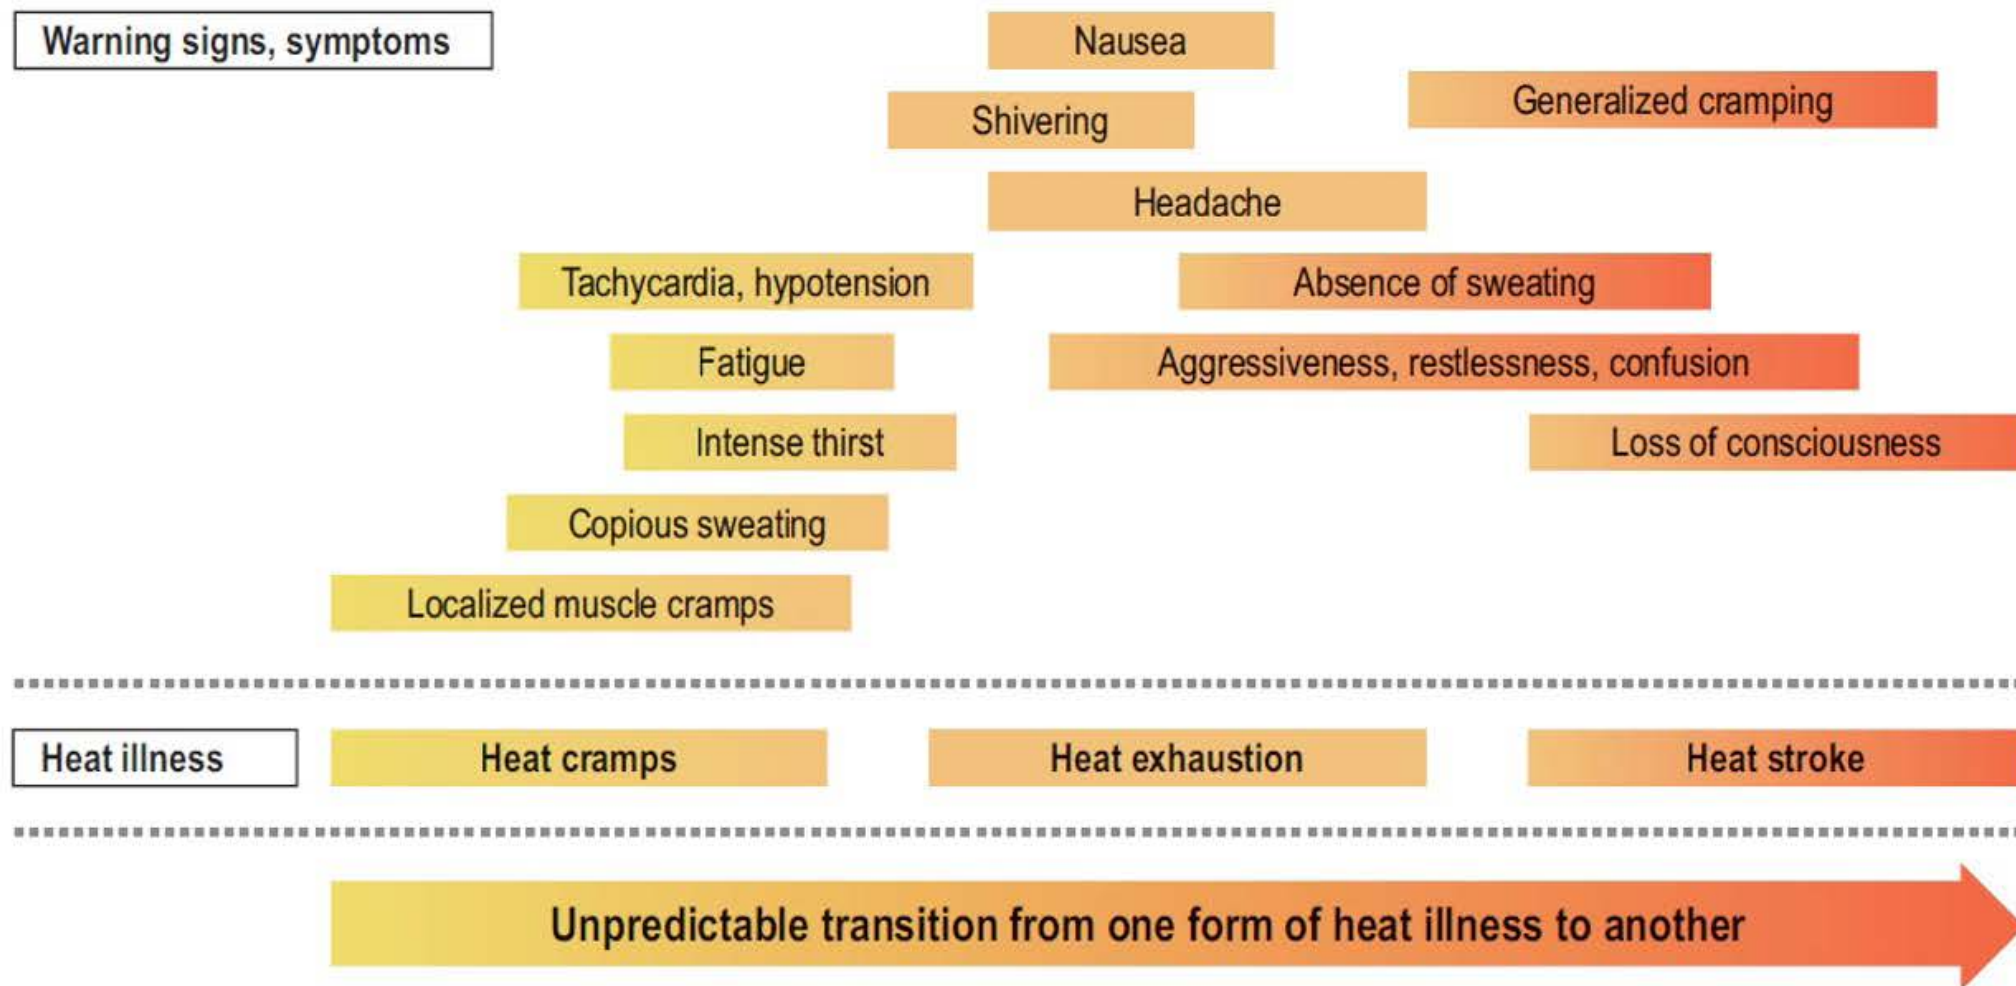 Warning signs, symptoms
Nausea
Generalized cramping
Shivering
Headache
Tachycardia, hypotension
Absence of sweating
Fatigue
Aggressiveness, restlessness, confusion
Intense thirst
Loss of consciousness
Copious sweating
Localized muscle cramps
Heat illness
Heat cramps
Heat exhaustion
Heat stroke
Unpredictable transition from one form of heat illness to another